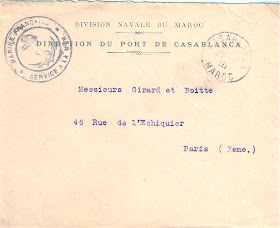 DIVISION NAVALE DU MAROC
DIRECTION DU PORT DE CASABLANCA
MARINE FRANÇAISE
SERVICE A LA MER
MAROC
Messieurs Girard et Boitte
46 Rue de l'Echiquier
Paris (Xeme.)